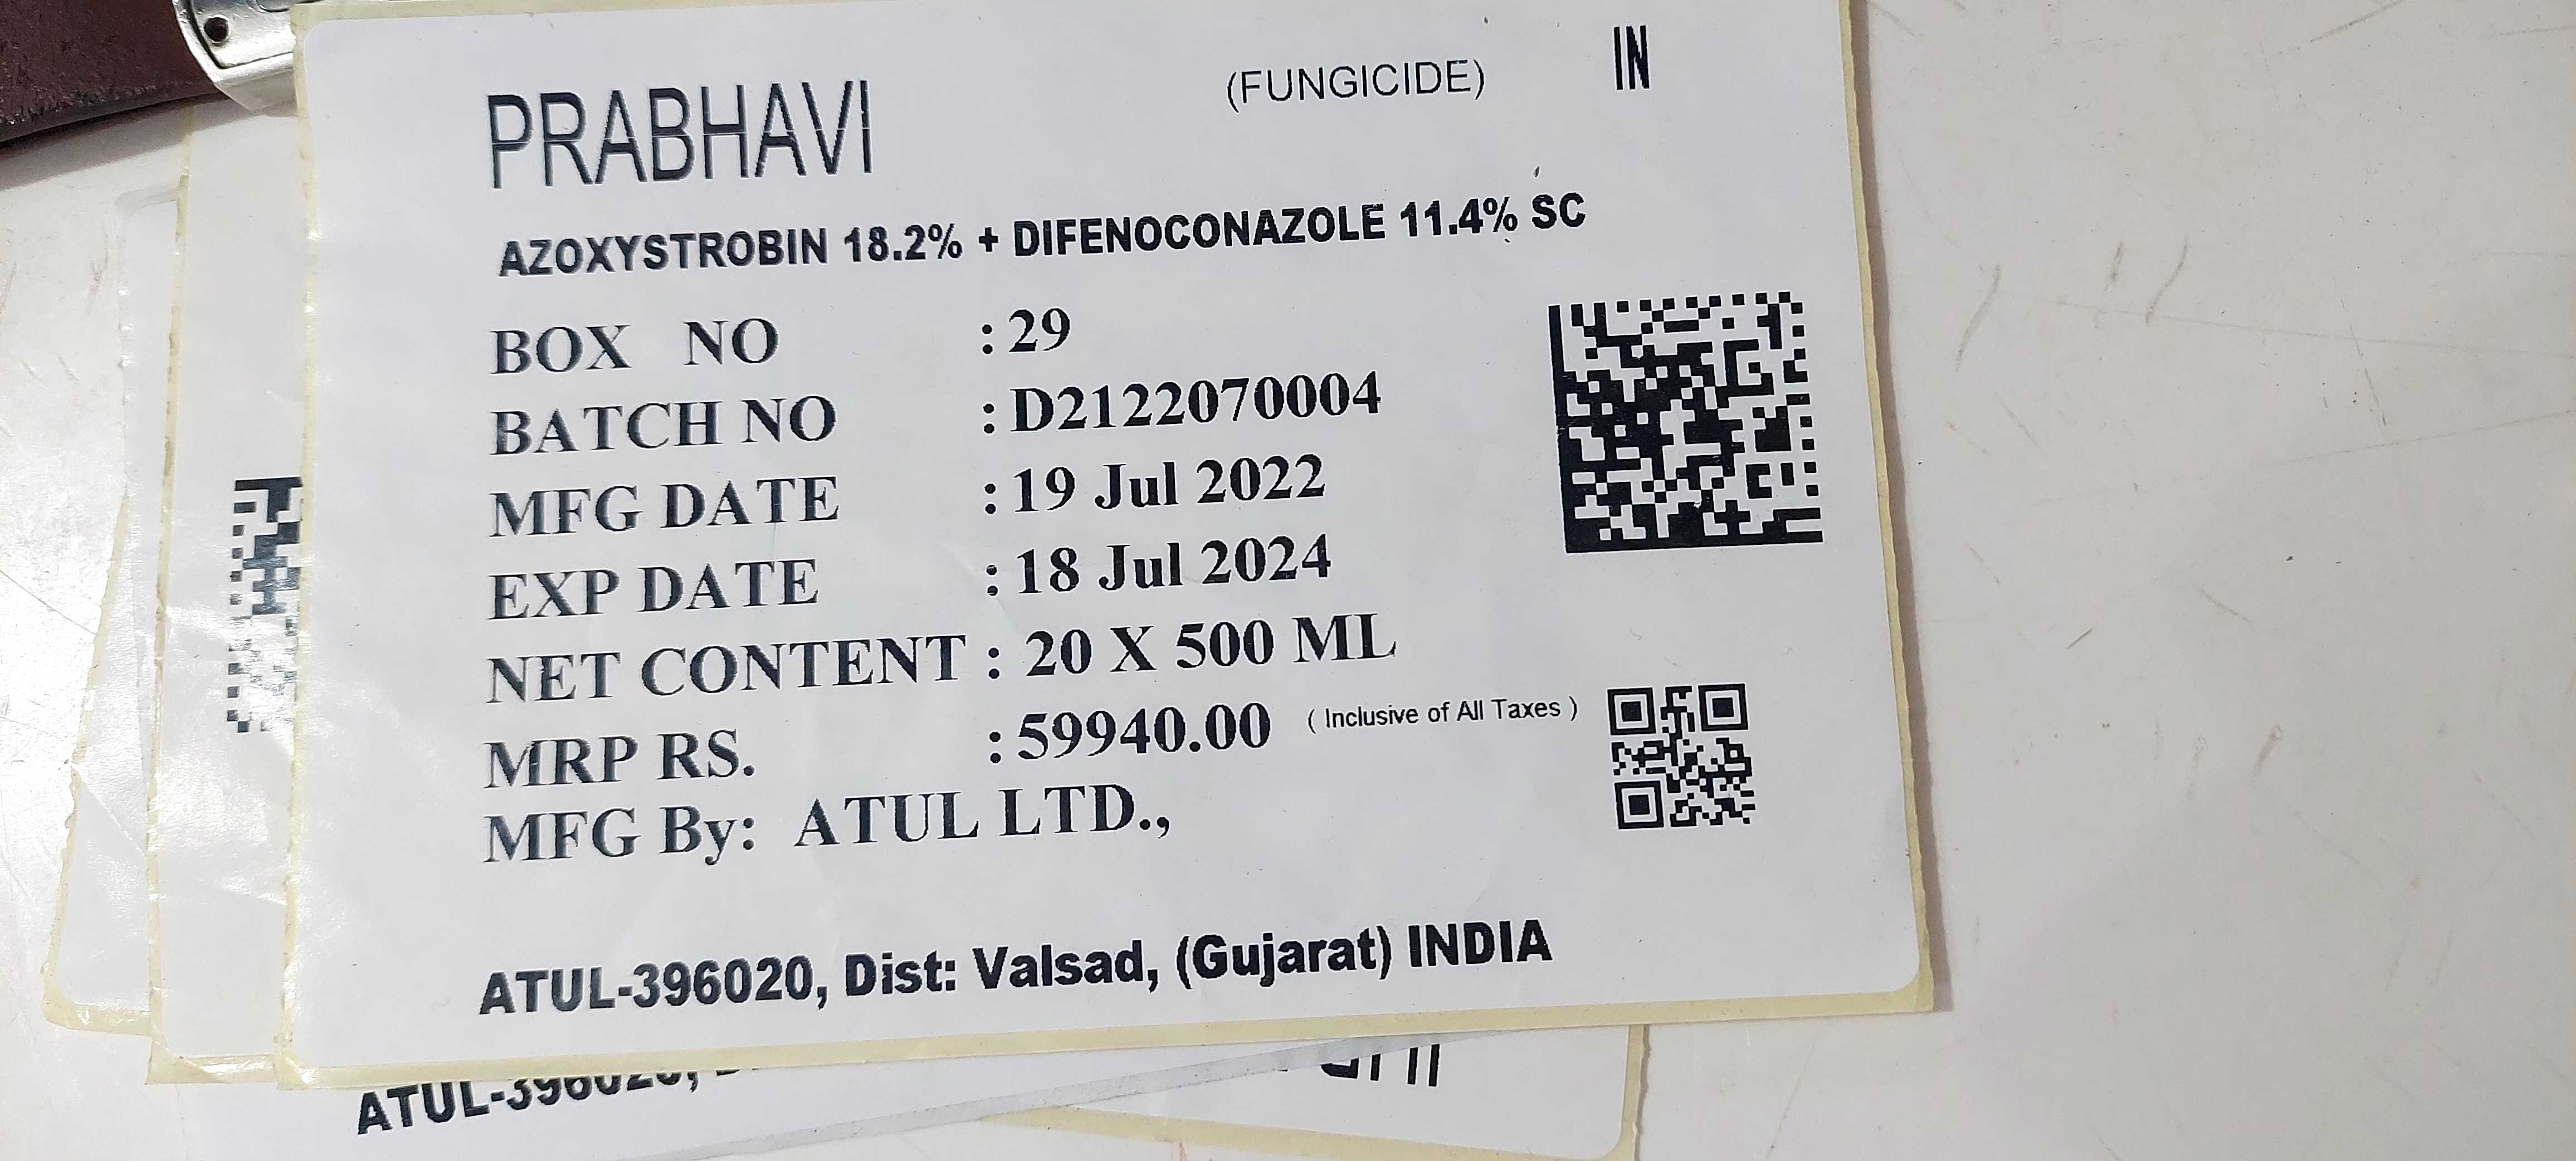 PRABHAVI (FUNGICIDE) IN
AZOXYSTROBIN 18.2% + DIFENOCONAZOLE 11.4% SC
BOX NO : 29
BATCH NO : D2122070004
MFG DATE : 19 Jul 2022
EXP DATE : 18 Jul 2024
NET CONTENT : 20 X 500 ML
MRP RS. : 59940.00 ( Inclusive of All Taxes )
MFG By: ATUL LTD.,
ATUL-396020, Dist: Valsad, (Gujarat) INDIA
ATUL-396020,